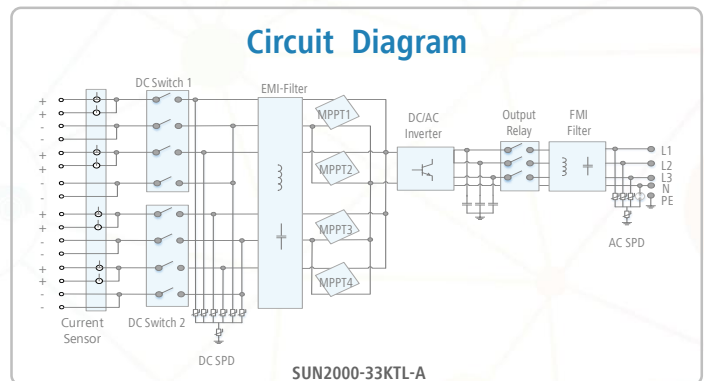 Circuit Diagram
DC Switch 1
EMI-Filter
MPPT1
MPPT2
MPPT3
MPPT4
DC/AC
Inverter
Output
Relay
FMI
Filter
L1
L2
L3
N
PE
AC SPD
+
+
-
-
+
+
-
-
+
+
-
-
+
+
-
-
Current
Sensor
DC Switch 2
DC SPD
SUN2000-33KTL-A